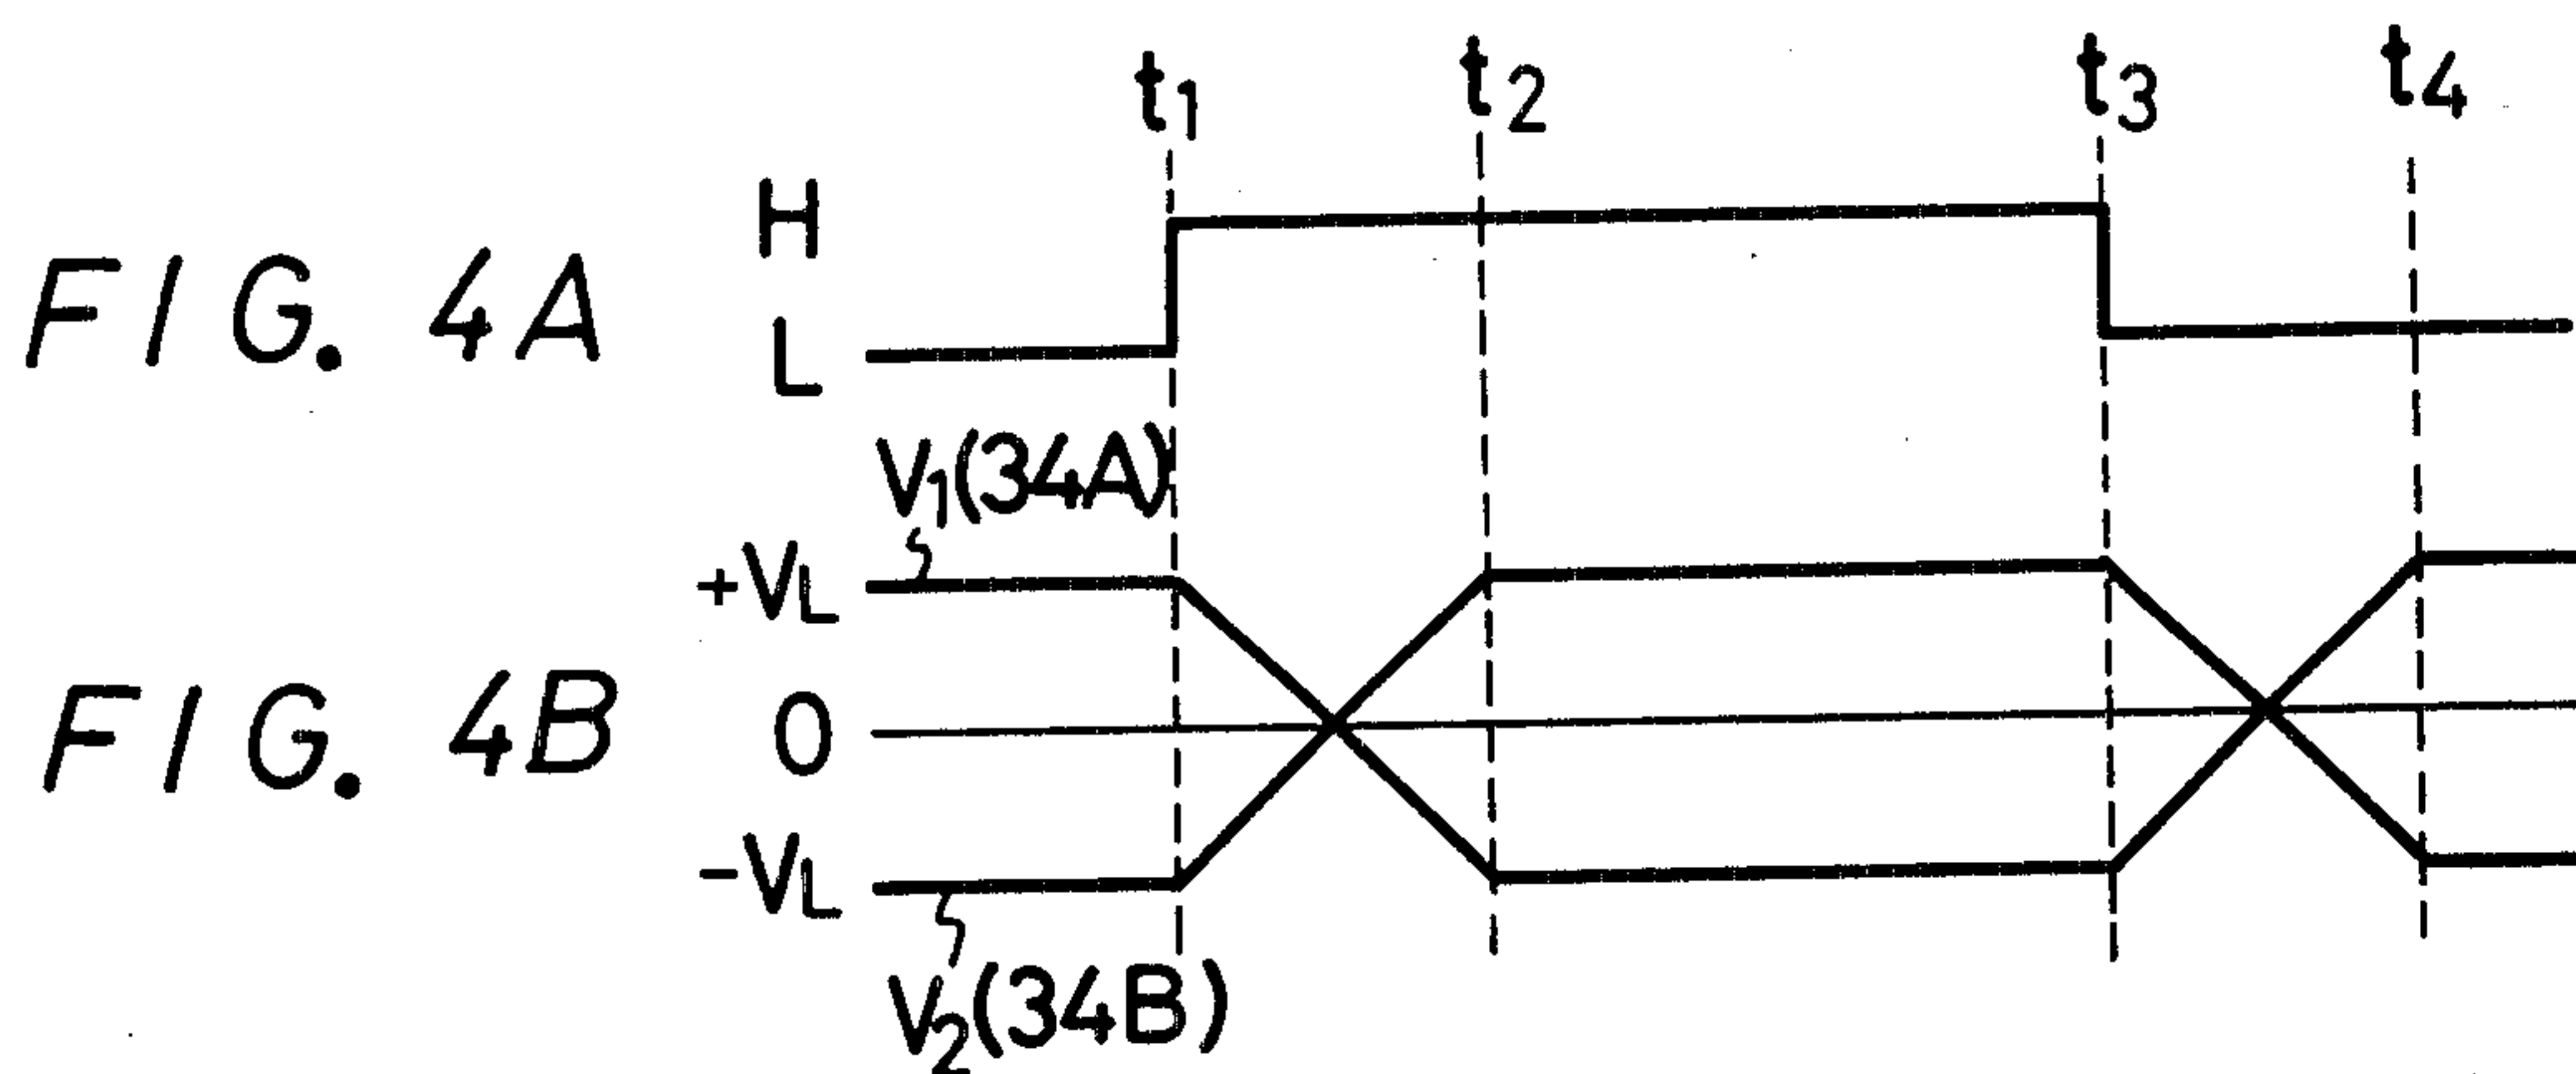 t1 t2 t3 t4
H
FIG. 4A
L
V1(34A)
+VL
FIG. 4B
0
-VL
V2(34B)